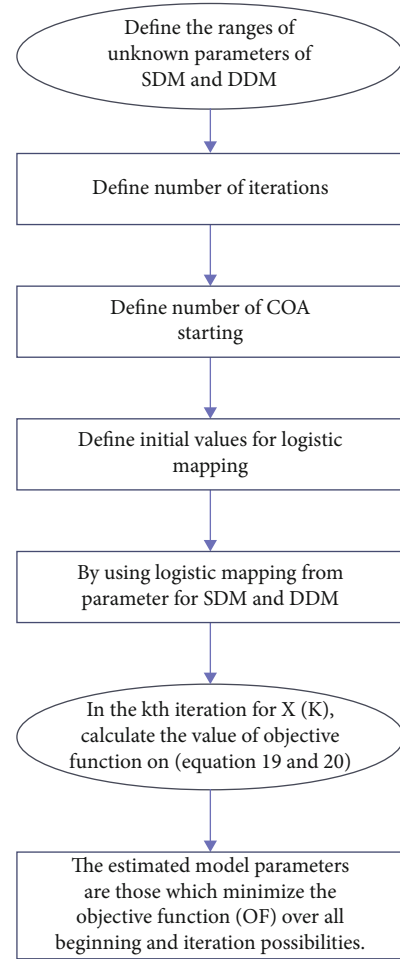 Define the ranges of
unknown parameters of
SDM and DDM
Define number of iterations
Define number of COA
starting
Define initial values for logistic
mapping
By using logistic mapping from
parameter for SDM and DDM
In the kth iteration for X (K),
calculate the value of objective
function on (equation 19 and 20)
The estimated model parameters
are those which minimize the
objective function (OF) over all
beginning and iteration possibilities.